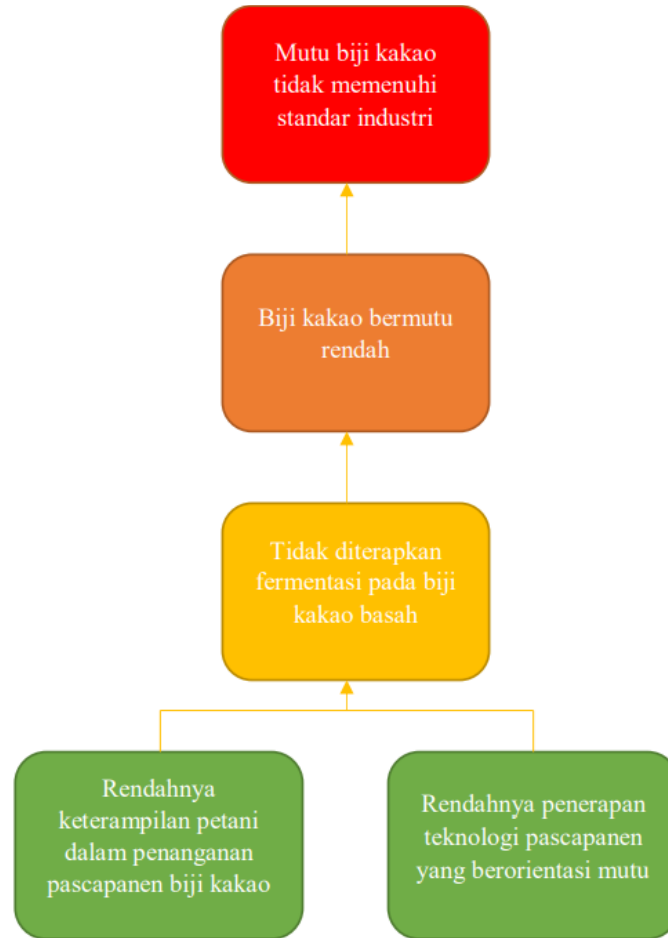 Mutu biji kakao
tidak memenuhi
standar industri
Biji kakao bermutu
rendah
Tidak diterapkan
fermentasi pada biji
kakao basah
Rendahnya
keterampilan petani
dalam penanganan
pascapanen biji kakao
Rendahnya penerapan
teknologi pascapanen
yang berorientasi mutu